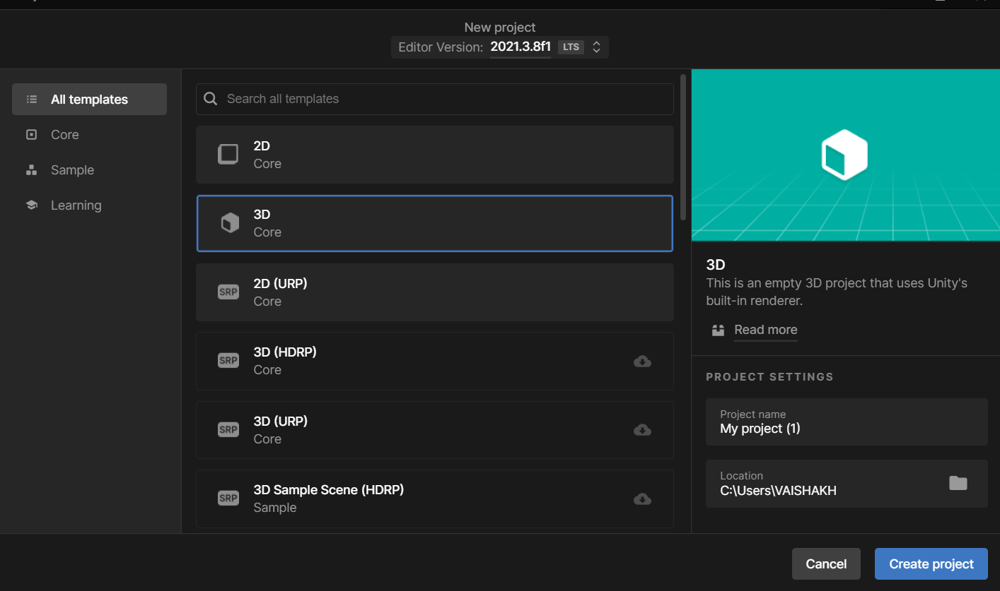 New project
Editor Version: 2021.3.8f1 LTS
All templates
Core
Sample
Learning
Search all templates
2D
Core
3D
Core
SRP
2D (URP)
Core
SRP
3D (HDRP)
Core
SRP
3D (URP)
Core
SRP
3D Sample Scene (HDRP)
Sample
3D
This is an empty 3D project that uses Unity's
built-in renderer.
Read more
PROJECT SETTINGS
Project name
My project (1)
Location
C:\Users\VAISHAKH
Cancel
Create project